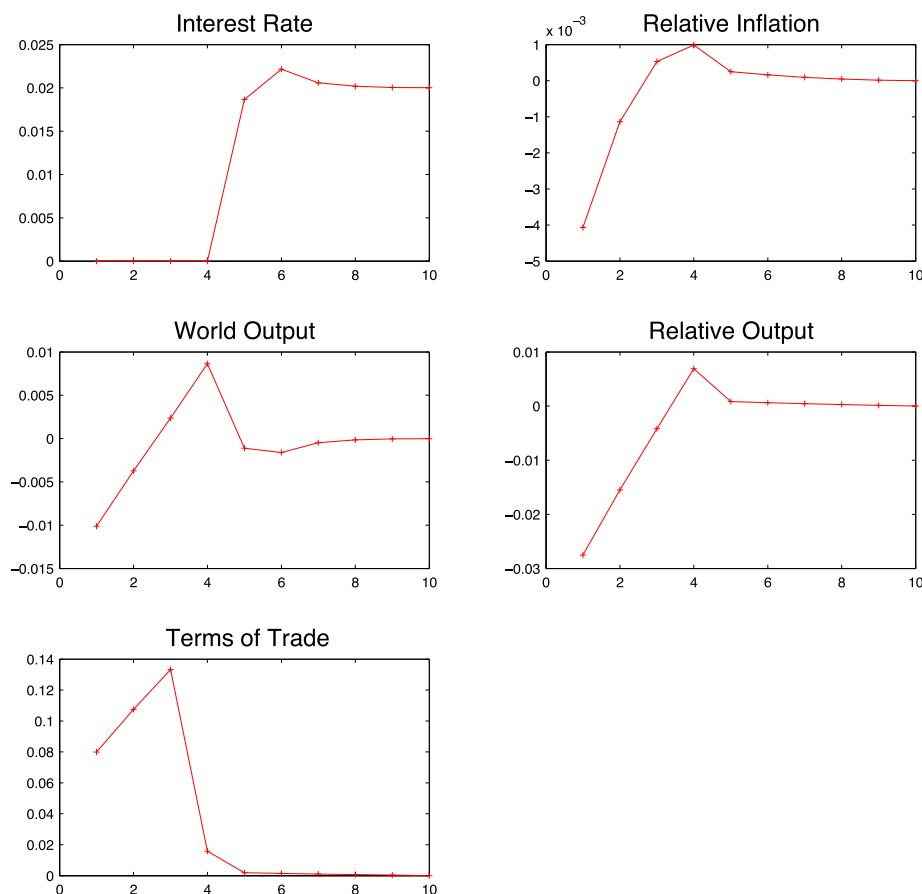 Interest Rate
0.025
0.02
0.015
0.01
0.005
0
0 2 4 6 8 10
Relative Inflation
x 10⁻³
1
0
−1
−2
−3
−4
−5
0 2 4 6 8 10
World Output
0.01
0.005
0
−0.005
−0.01
−0.015
0 2 4 6 8 10
Relative Output
0.01
0
−0.01
−0.02
−0.03
0 2 4 6 8 10
Terms of Trade
0.14
0.12
0.1
0.08
0.06
0.04
0.02
0
0 2 4 6 8 10